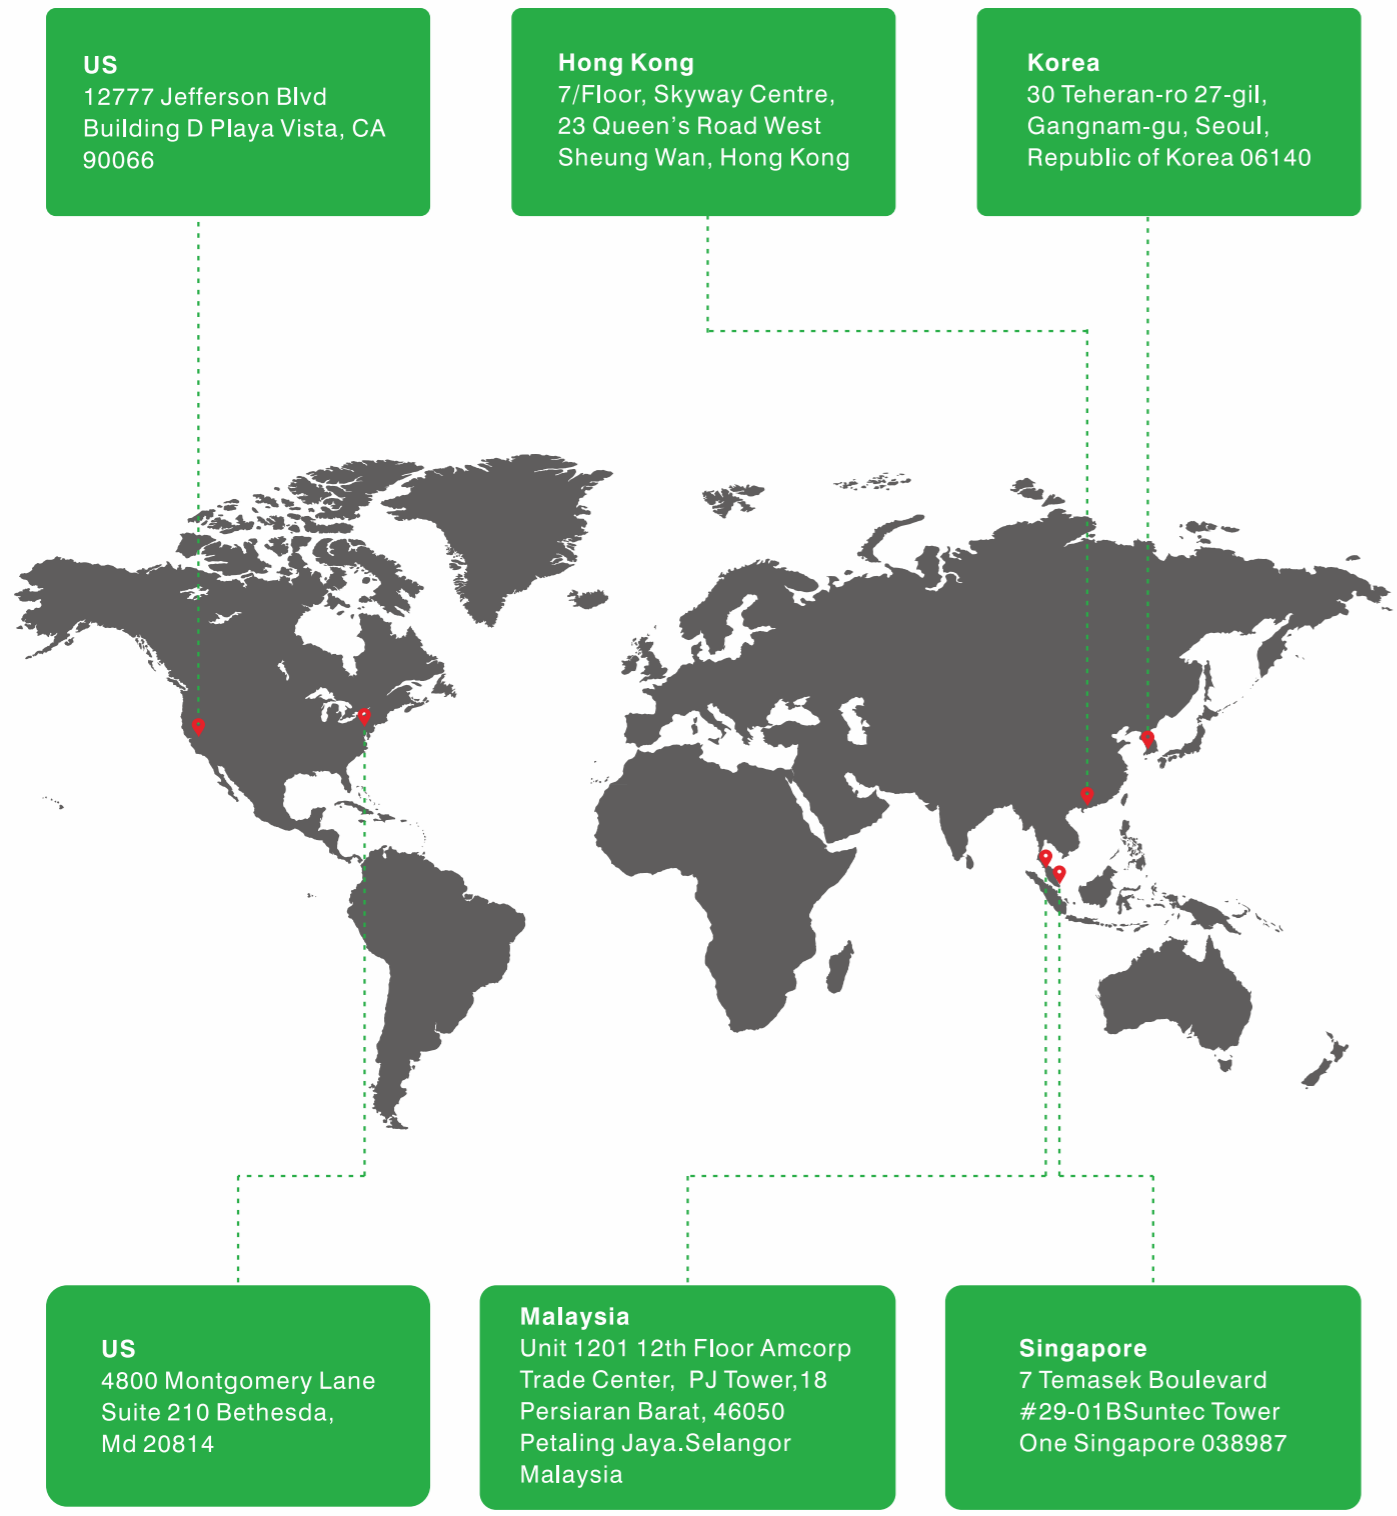 US
12777 Jefferson Blvd
Building D Playa Vista, CA
90066
Hong Kong
7/Floor, Skyway Centre,
23 Queen’s Road West
Sheung Wan, Hong Kong
Korea
30 Teheran-ro 27-gil,
Gangnam-gu, Seoul,
Republic of Korea 06140
US
4800 Montgomery Lane
Suite 210 Bethesda,
Md 20814
Malaysia
Unit 1201 12th Floor Amcorp
Trade Center, PJ Tower,18
Persiaran Barat, 46050
Petaling Jaya.Selangor
Malaysia
Singapore
7 Temasek Boulevard
#29-01BSuntec Tower
One Singapore 038987